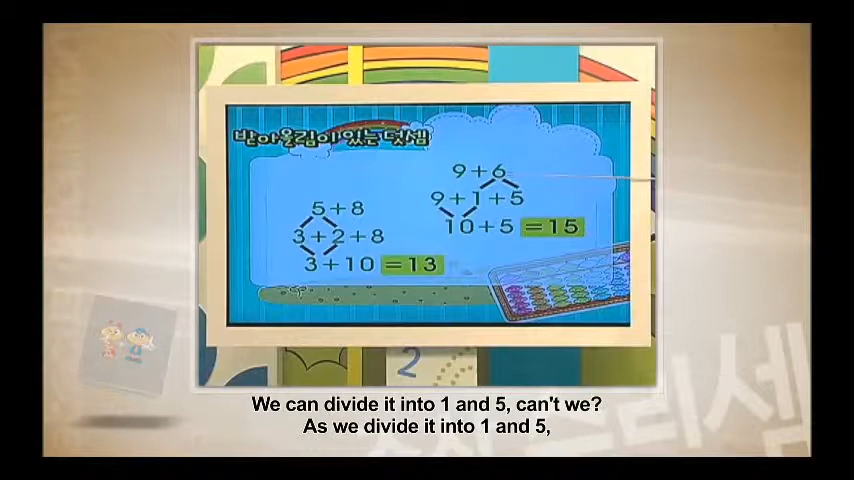 받아올림이 있는 덧셈
5+8
3+2+8
3+10 =13
9+6
9+1+5
10+5 =15
2
We can divide it into 1 and 5, can't we?
As we divide it into 1 and 5,